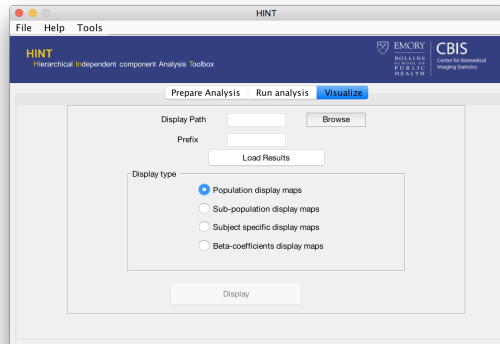 HINT
File Help Tools
HINT
Hierarchical Independent component Analysis Toolbox
EMORY
ROLLINS
SCHOOL OF
PUBLIC
HEALTH
CBIS
Center for Biomedical
Imaging Statistics
Prepare Analysis Run analysis Visualize
Display Path Browse
Prefix
Load Results
Display type
Population display maps
Sub-population display maps
Subject specific display maps
Beta-coefficients display maps
Display